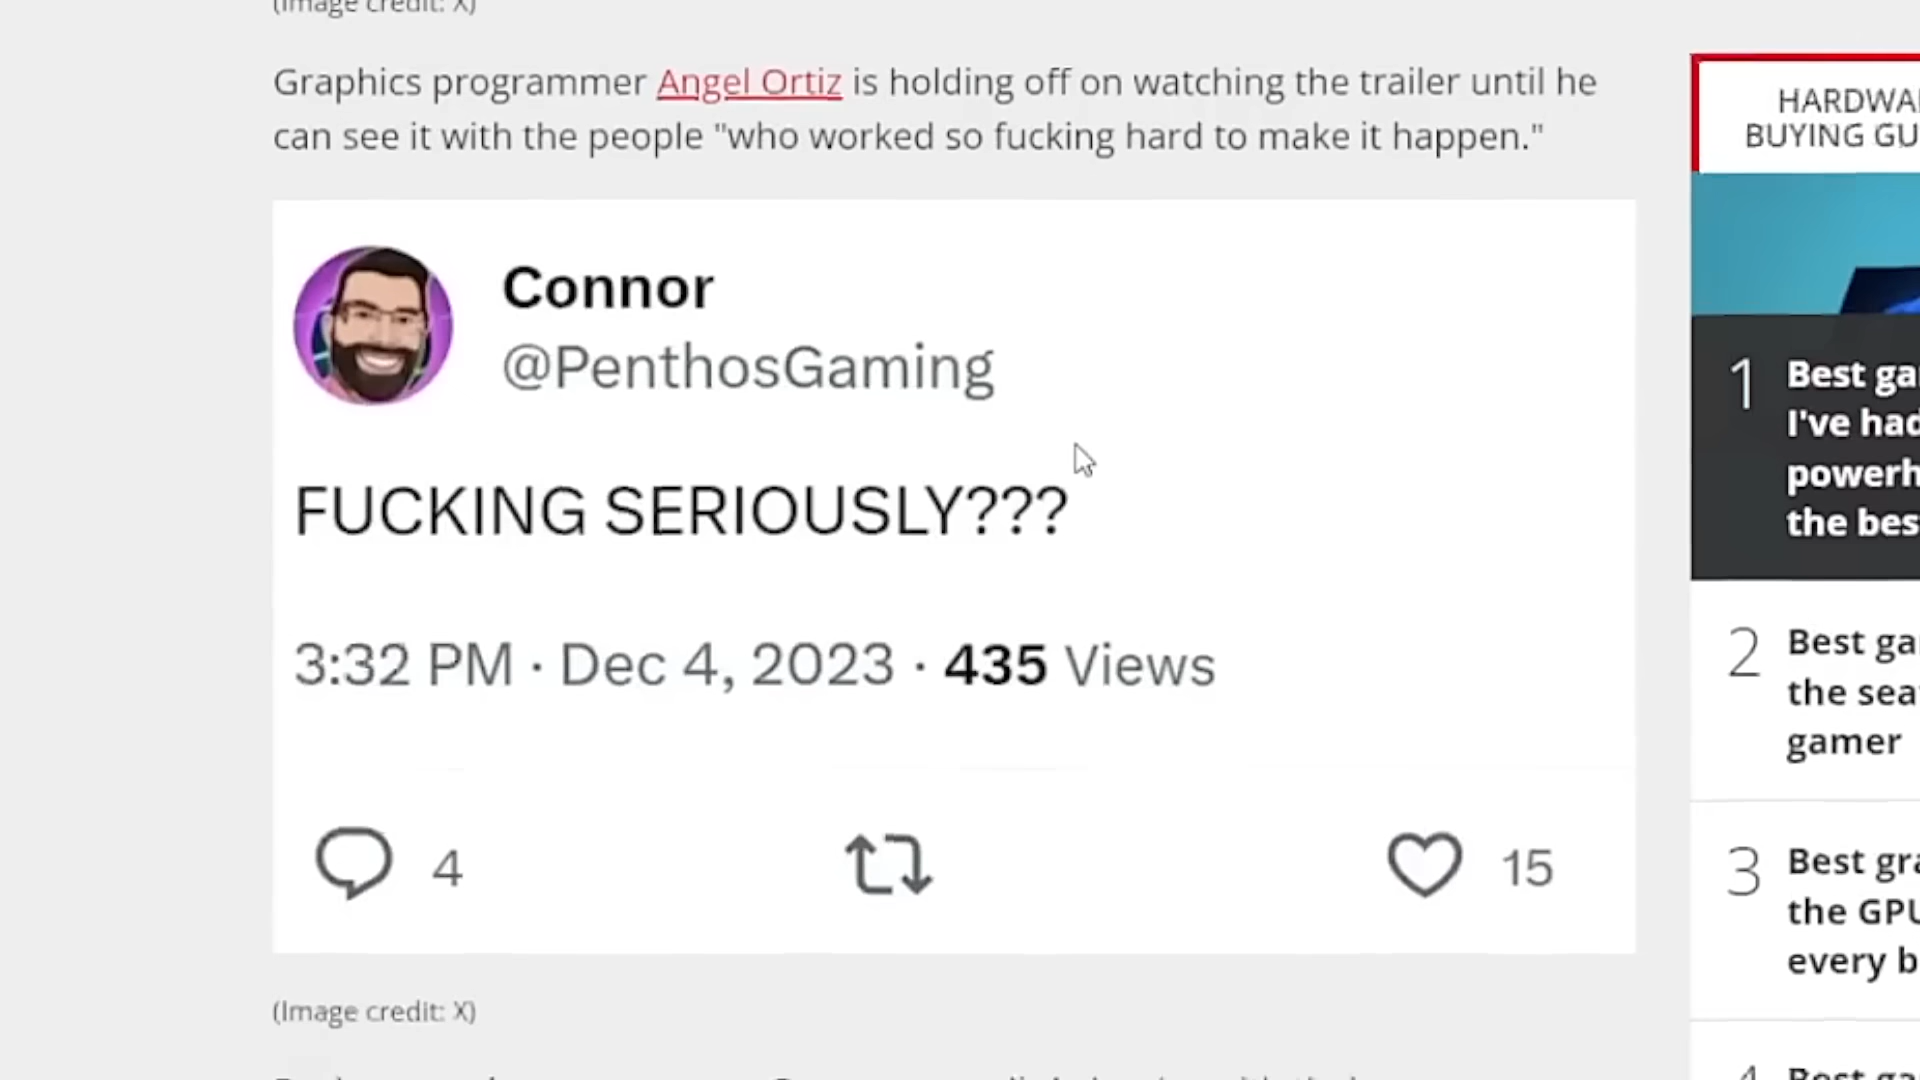 (Image credit: X)
Graphics programmer Angel Ortiz is holding off on watching the trailer until he
can see it with the people "who worked so fucking hard to make it happen."
Connor
@PenthosGaming
FUCKING SERIOUSLY???
3:32 PM · Dec 4, 2023 · 435 Views
4
15
(Image credit: X)
HARDWA
BUYING GU
1
Best ga
I've had
powerh
the bes
2
Best ga
the sea
gamer
3
Best gra
the GPU
every b